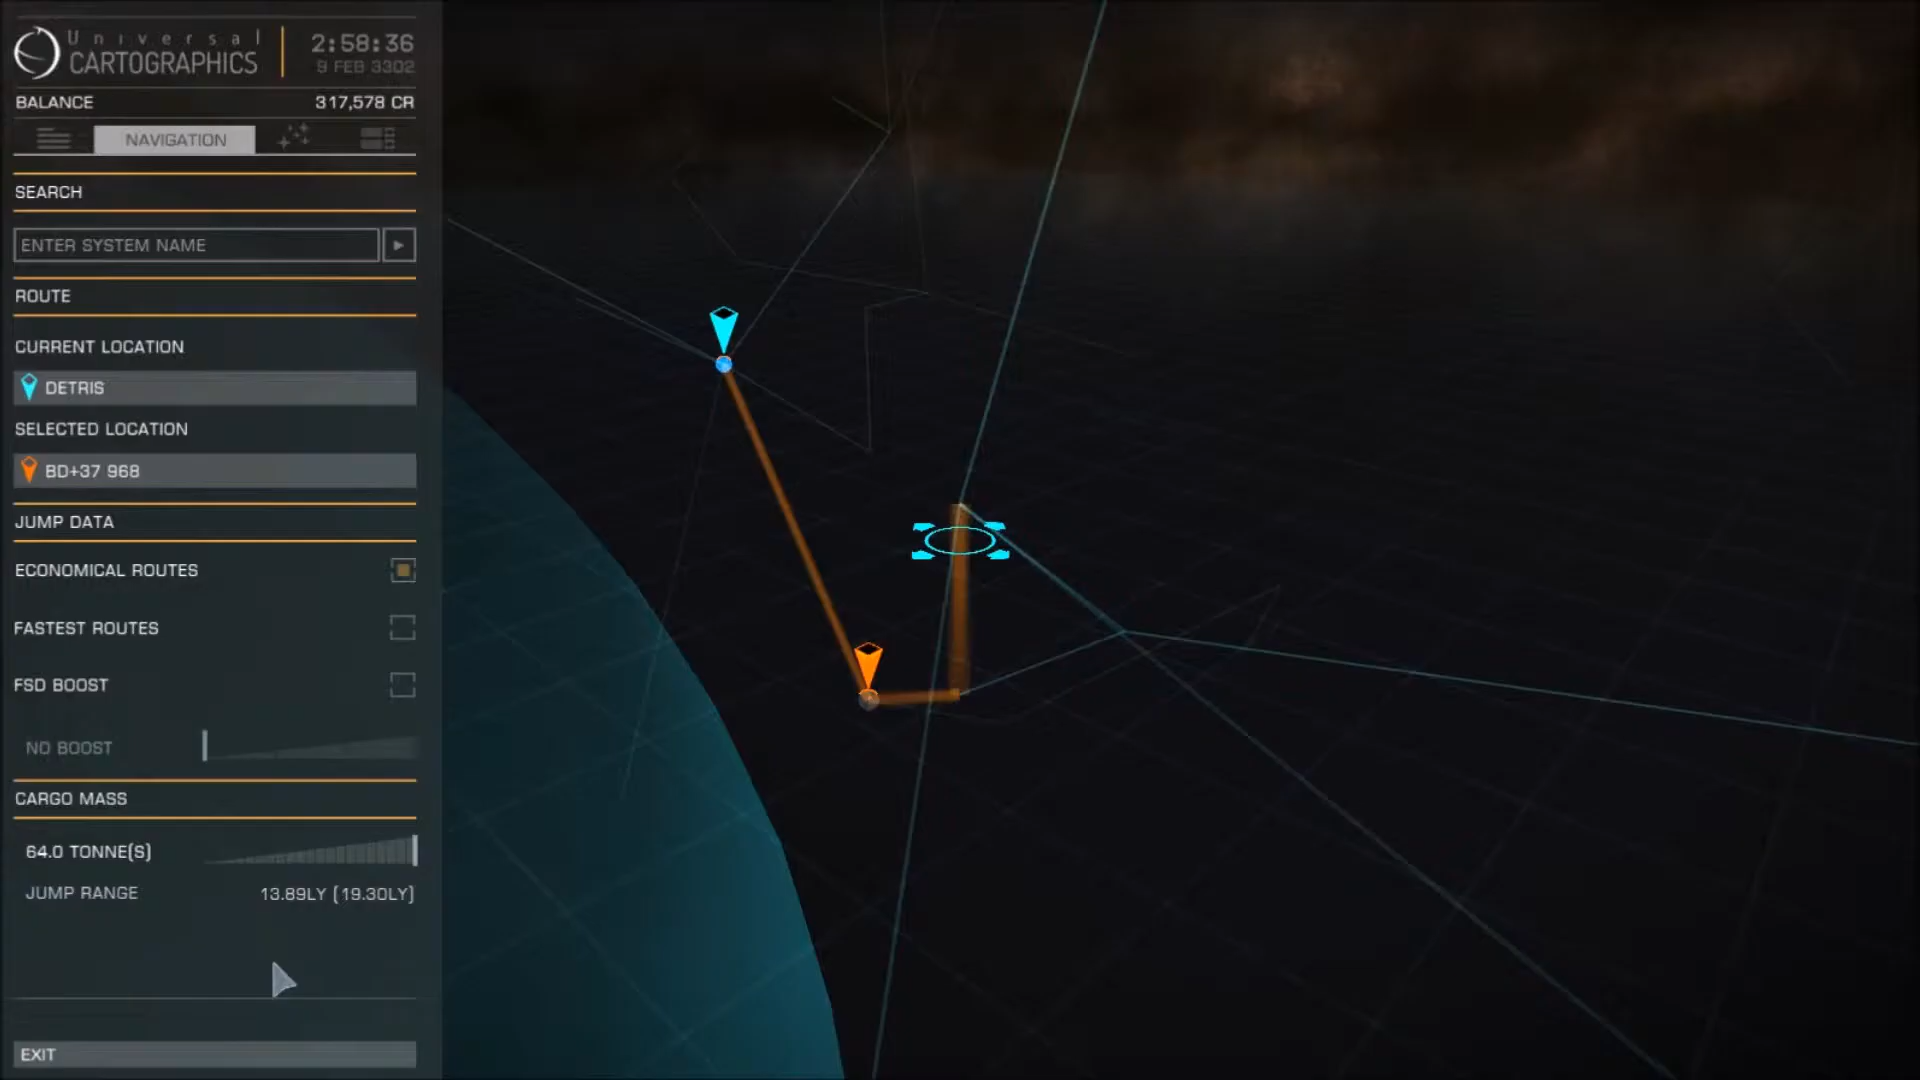 Universal
CARTOGRAPHICS
2:58:36
9 FEB 3302
BALANCE 317,578 CR
NAVIGATION
SEARCH
ENTER SYSTEM NAME
ROUTE
CURRENT LOCATION
DETRIS
SELECTED LOCATION
BD+37 968
JUMP DATA
ECONOMICAL ROUTES
FASTEST ROUTES
FSD BOOST
NO BOOST
CARGO MASS
64.0 TONNE(S)
JUMP RANGE 13.89LY (19.30LY)
EXIT